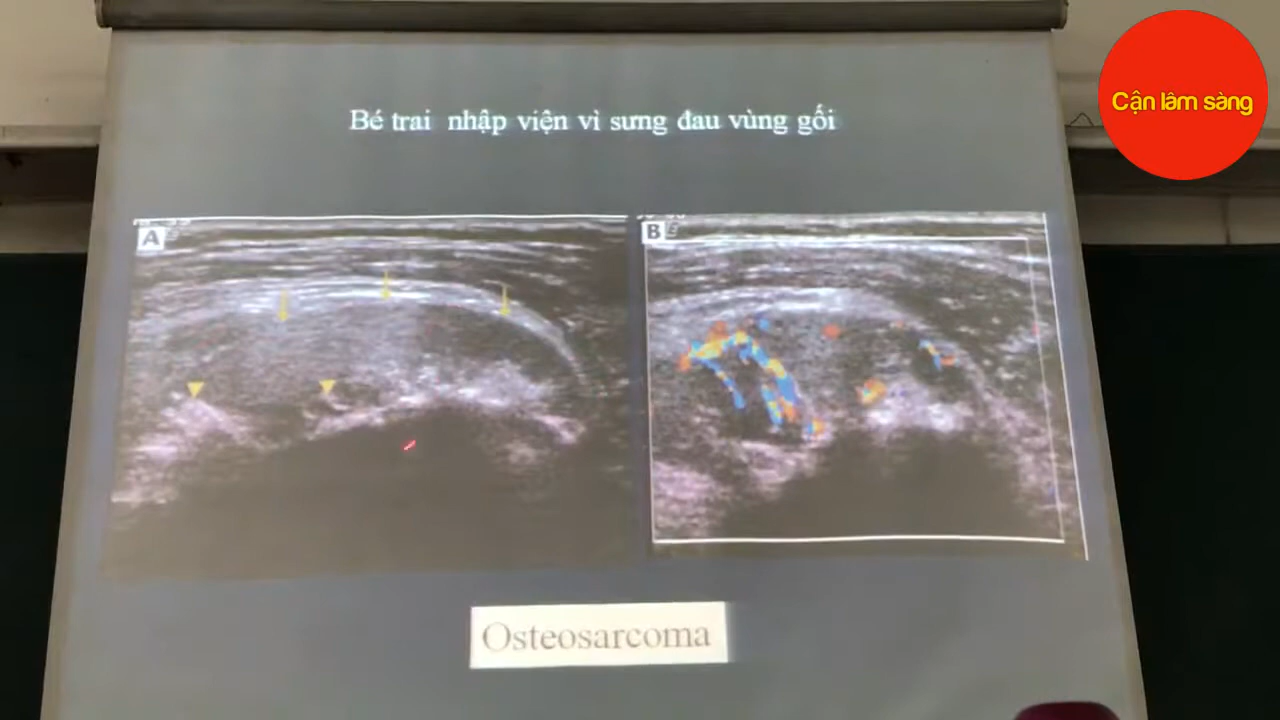 Bé trai nhập viện vì sưng đau vùng gối
Cận lâm sàng
A
B
Osteosarcoma